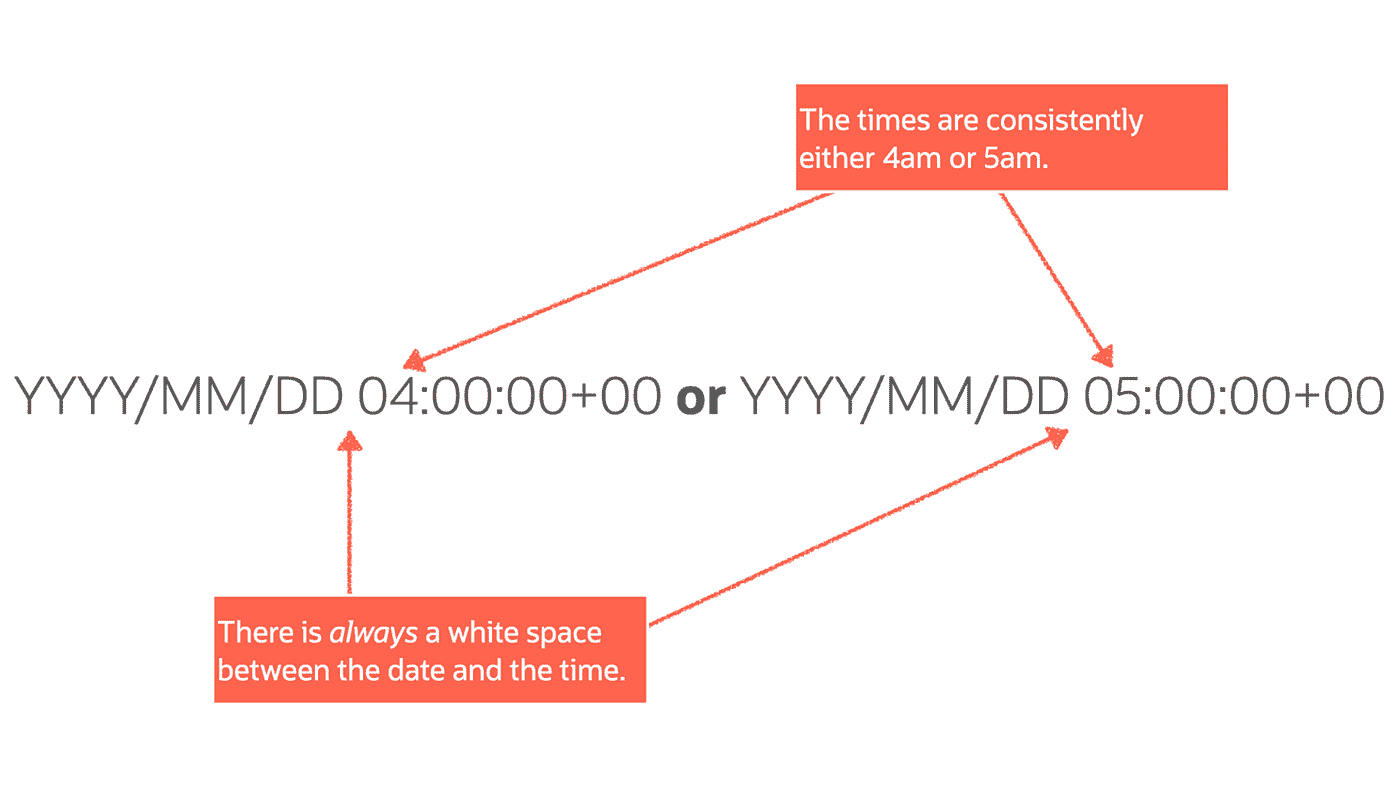 The times are consistently
either 4am or 5am.
YYYY/MM/DD 04:00:00+00 or YYYY/MM/DD 05:00:00+00
There is always a white space
between the date and the time.